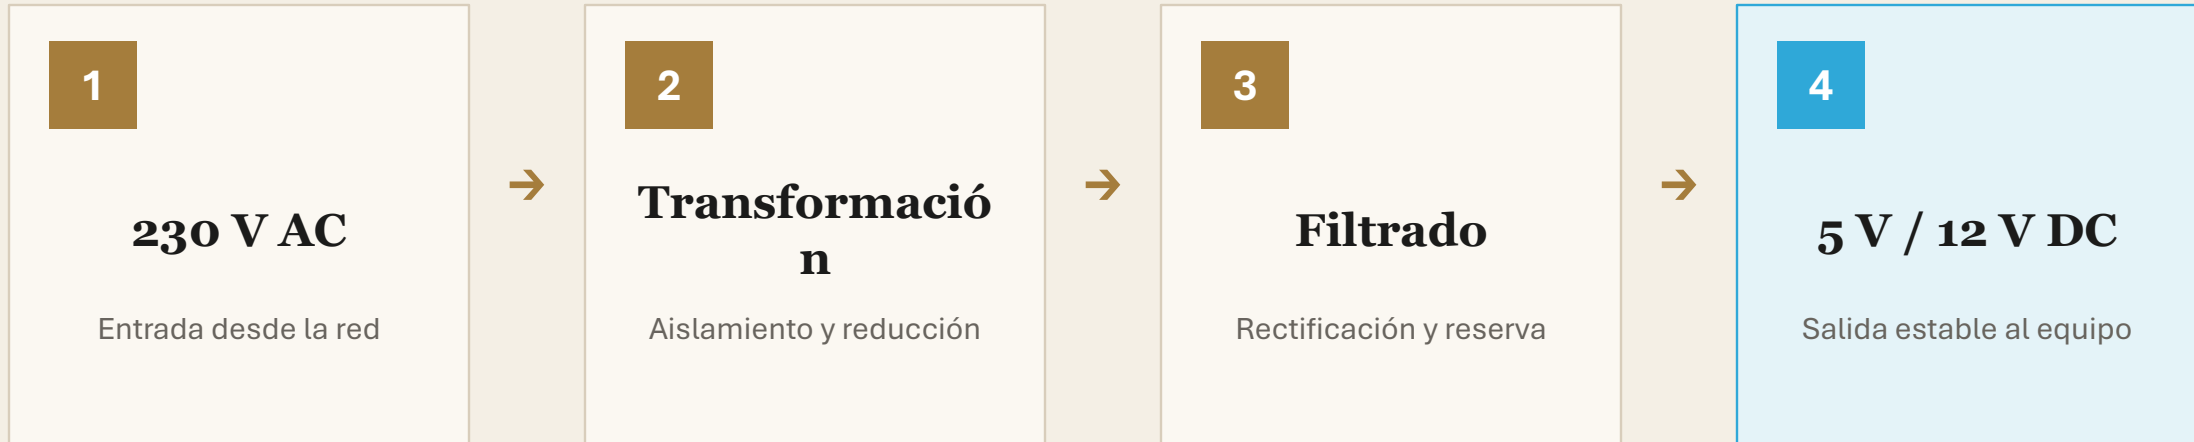 1
230 V AC
Entrada desde la red
→
2
Transformació
n
Aislamiento y reducción
→
3
Filtrado
Rectificación y reserva
→
4
5 V / 12 V DC
Salida estable al equipo